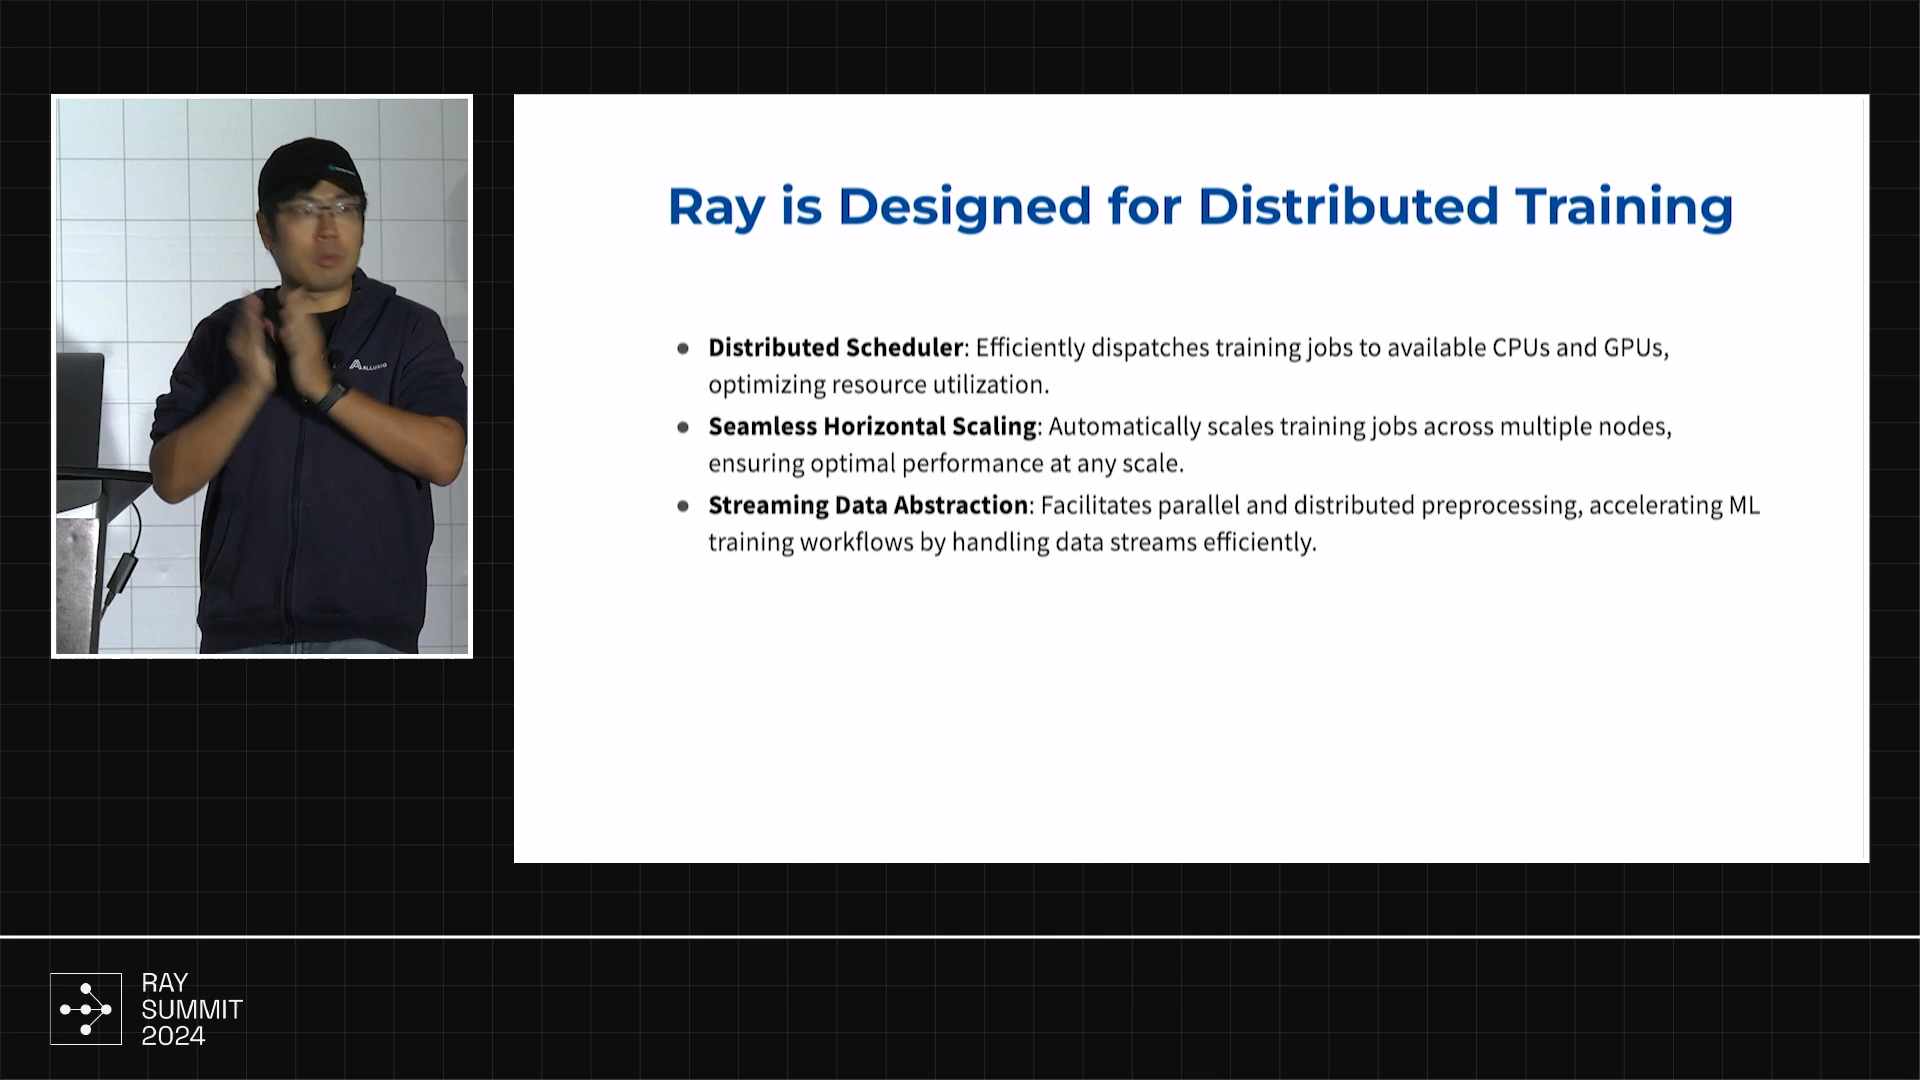 ALLUXIO
Ray is Designed for Distributed Training
Distributed Scheduler: Efficiently dispatches training jobs to available CPUs and GPUs,
optimizing resource utilization.
Seamless Horizontal Scaling: Automatically scales training jobs across multiple nodes,
ensuring optimal performance at any scale.
Streaming Data Abstraction: Facilitates parallel and distributed preprocessing, accelerating ML
training workflows by handling data streams efficiently.
RAY
SUMMIT
2024